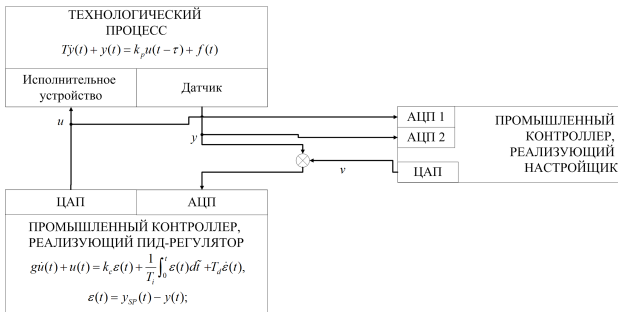 ТЕХНОЛОГИЧЕСКИЙ
ПРОЦЕСС
Tẏ(t) + y(t) = k_p u(t − τ) + f(t)
Исполнительное
устройство
Датчик
u
y
АЦП 1
АЦП 2
ЦАП
ПРОМЫШЛЕННЫЙ
КОНТРОЛЛЕР,
РЕАЛИЗУЮЩИЙ
НАСТРОЙЩИК
v
ЦАП
АЦП
ПРОМЫШЛЕННЫЙ КОНТРОЛЛЕР,
РЕАЛИЗУЮЩИЙ ПИД-РЕГУЛЯТОР
gu̇(t) + u(t) = k_c ε(t) + 1/T_i ∫_0^t ε(t)dt̃ + T_d ε̇(t),
ε(t) = y_SP(t) − y(t);